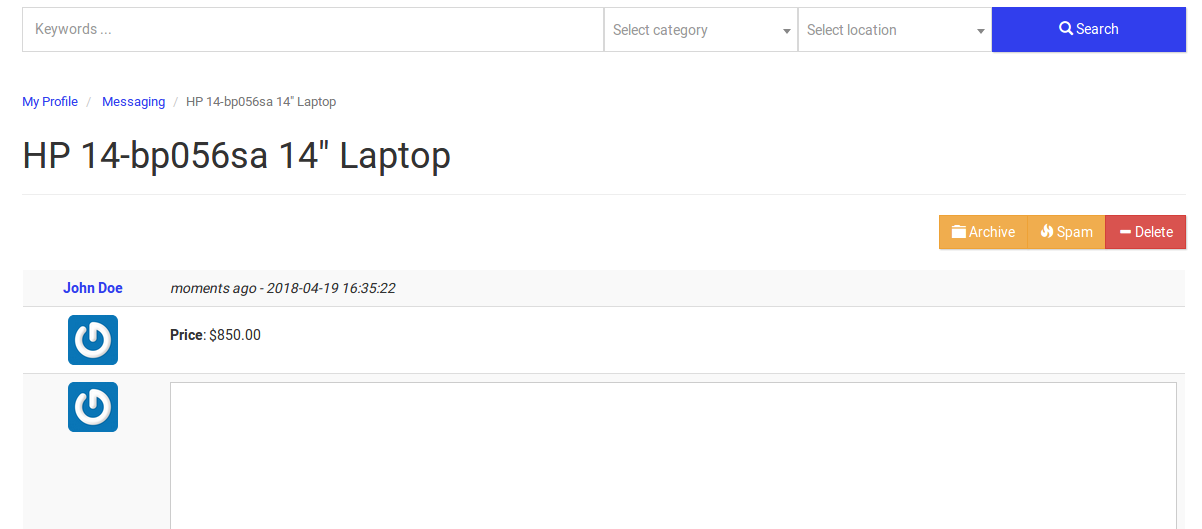 Keywords ... Select category Select location Search
My Profile / Messaging / HP 14-bp056sa 14" Laptop
HP 14-bp056sa 14" Laptop
Archive Spam Delete
John Doe moments ago - 2018-04-19 16:35:22
Price: $850.00